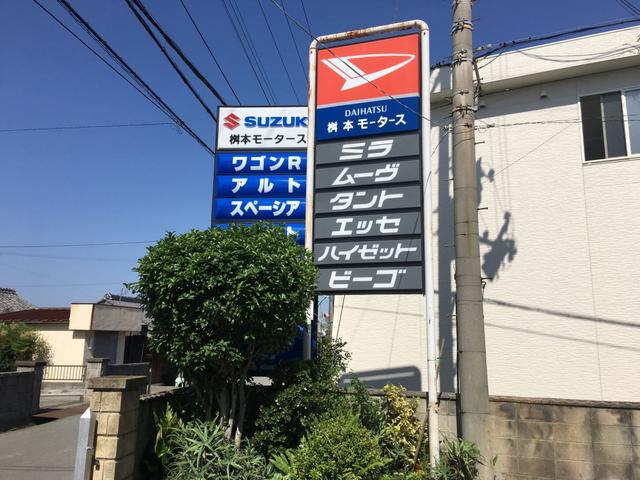 SUZUKI
桝本モータース
ワゴンR
アルト
スペーシア
ト
DAIHATSU
桝本モータース
ミラ
ムーヴ
タント
エッセ
ハイゼット
ビーゴ